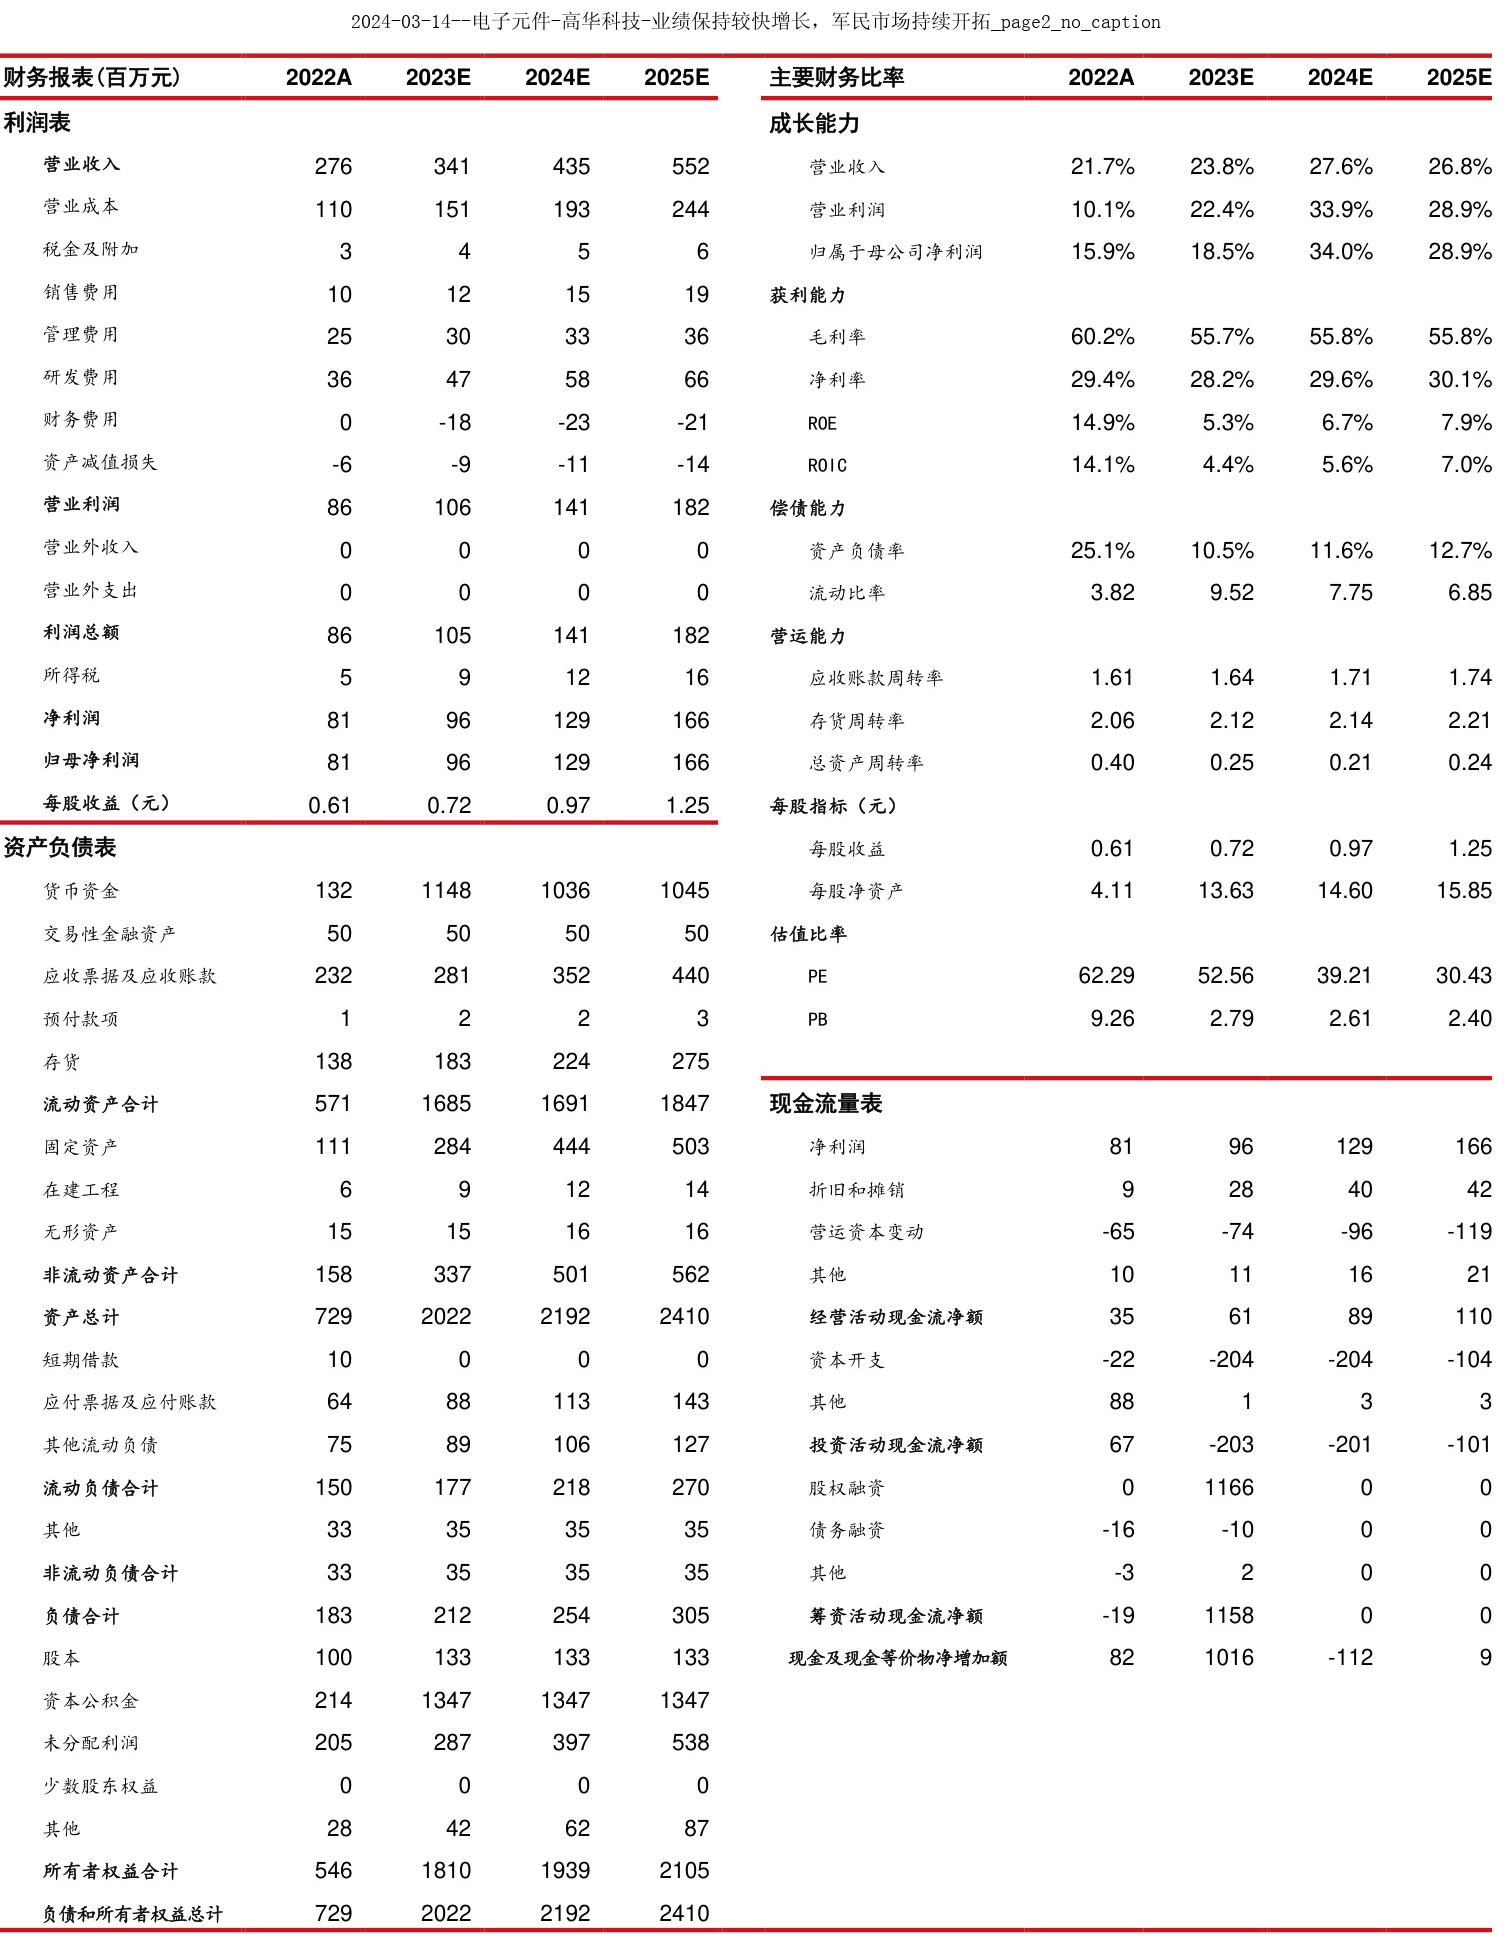 2024-03-14--电子元件-高华科技-业绩保持较快增长，军民市场持续开拓_page2_no_caption
财务报表(百万元) 2022A 2023E 2024E 2025E
利润表
营业收入 276 341 435 552
营业成本 110 151 193 244
税金及附加 3 4 5 6
销售费用 10 12 15 19
管理费用 25 30 33 36
研发费用 36 47 58 66
财务费用 0 -18 -23 -21
资产减值损失 -6 -9 -11 -14
营业利润 86 106 141 182
营业外收入 0 0 0 0
营业外支出 0 0 0 0
利润总额 86 105 141 182
所得税 5 9 12 16
净利润 81 96 129 166
归母净利润 81 96 129 166
每股收益（元） 0.61 0.72 0.97 1.25
资产负债表
货币资金 132 1148 1036 1045
交易性金融资产 50 50 50 50
应收票据及应收账款 232 281 352 440
预付款项 1 2 2 3
存货 138 183 224 275
流动资产合计 571 1685 1691 1847
固定资产 111 284 444 503
在建工程 6 9 12 14
无形资产 15 15 16 16
非流动资产合计 158 337 501 562
资产总计 729 2022 2192 2410
短期借款 10 0 0 0
应付票据及应付账款 64 88 113 143
其他流动负债 75 89 106 127
流动负债合计 150 177 218 270
其他 33 35 35 35
非流动负债合计 33 35 35 35
负债合计 183 212 254 305
股本 100 133 133 133
资本公积金 214 1347 1347 1347
未分配利润 205 287 397 538
少数股东权益 0 0 0 0
其他 28 42 62 87
所有者权益合计 546 1810 1939 2105
负债和所有者权益总计 729 2022 2192 2410
主要财务比率 2022A 2023E 2024E 2025E
成长能力
营业收入 21.7% 23.8% 27.6% 26.8%
营业利润 10.1% 22.4% 33.9% 28.9%
归属于母公司净利润 15.9% 18.5% 34.0% 28.9%
获利能力
毛利率 60.2% 55.7% 55.8% 55.8%
净利率 29.4% 28.2% 29.6% 30.1%
ROE 14.9% 5.3% 6.7% 7.9%
ROIC 14.1% 4.4% 5.6% 7.0%
偿债能力
资产负债率 25.1% 10.5% 11.6% 12.7%
流动比率 3.82 9.52 7.75 6.85
营运能力
应收账款周转率 1.61 1.64 1.71 1.74
存货周转率 2.06 2.12 2.14 2.21
总资产周转率 0.40 0.25 0.21 0.24
每股指标（元）
每股收益 0.61 0.72 0.97 1.25
每股净资产 4.11 13.63 14.60 15.85
估值比率
PE 62.29 52.56 39.21 30.43
PB 9.26 2.79 2.61 2.40
现金流量表
净利润 81 96 129 166
折旧和摊销 9 28 40 42
营运资本变动 -65 -74 -96 -119
其他 10 11 16 21
经营活动现金流净额 35 61 89 110
资本开支 -22 -204 -204 -104
其他 88 1 3 3
投资活动现金流净额 67 -203 -201 -101
股权融资 0 1166 0 0
债务融资 -16 -10 0 0
其他 -3 2 0 0
筹资活动现金流净额 -19 1158 0 0
现金及现金等价物净增加额 82 1016 -112 9